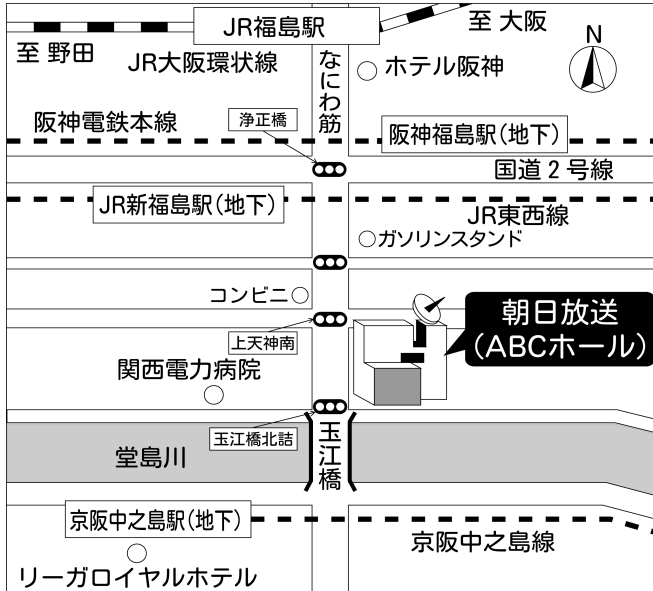 JR福島駅
至 大阪
至 野田
JR大阪環状線
なにわ筋
ホテル阪神
N
阪神電鉄本線
浄正橋
阪神福島駅(地下)
国道2号線
JR新福島駅(地下)
JR東西線
ガソリンスタンド
コンビニ
朝日放送
(ABCホール)
上天神南
関西電力病院
玉江橋北詰
玉江橋
堂島川
京阪中之島駅(地下)
京阪中之島線
リーガロイヤルホテル